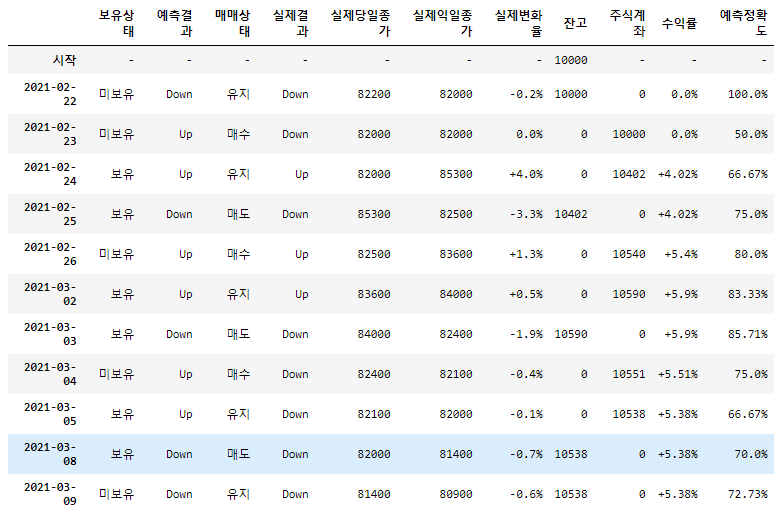 보유상태 예측결과 매매상태 실제결과 실제당일종가 실제익일종가 실제변화율 잔고 주식계좌 수익률 예측정확도
시작 - - - - - - - 10000 - - -
2021-02-22 미보유 Down 유지 Down 82200 82000 -0.2% 10000 0 0.0% 100.0%
2021-02-23 미보유 Up 매수 Down 82000 82000 0.0% 0 10000 0.0% 50.0%
2021-02-24 보유 Up 유지 Up 82000 85300 +4.0% 0 10402 +4.02% 66.67%
2021-02-25 보유 Down 매도 Down 85300 82500 -3.3% 10402 0 +4.02% 75.0%
2021-02-26 미보유 Up 매수 Up 82500 83600 +1.3% 0 10540 +5.4% 80.0%
2021-03-02 보유 Up 유지 Up 83600 84000 +0.5% 0 10590 +5.9% 83.33%
2021-03-03 보유 Down 매도 Down 84000 82400 -1.9% 10590 0 +5.9% 85.71%
2021-03-04 미보유 Up 매수 Down 82400 82100 -0.4% 0 10551 +5.51% 75.0%
2021-03-05 보유 Up 유지 Down 82100 82000 -0.1% 0 10538 +5.38% 66.67%
2021-03-08 보유 Down 매도 Down 82000 81400 -0.7% 10538 0 +5.38% 70.0%
2021-03-09 미보유 Down 유지 Down 81400 80900 -0.6% 10538 0 +5.38% 72.73%